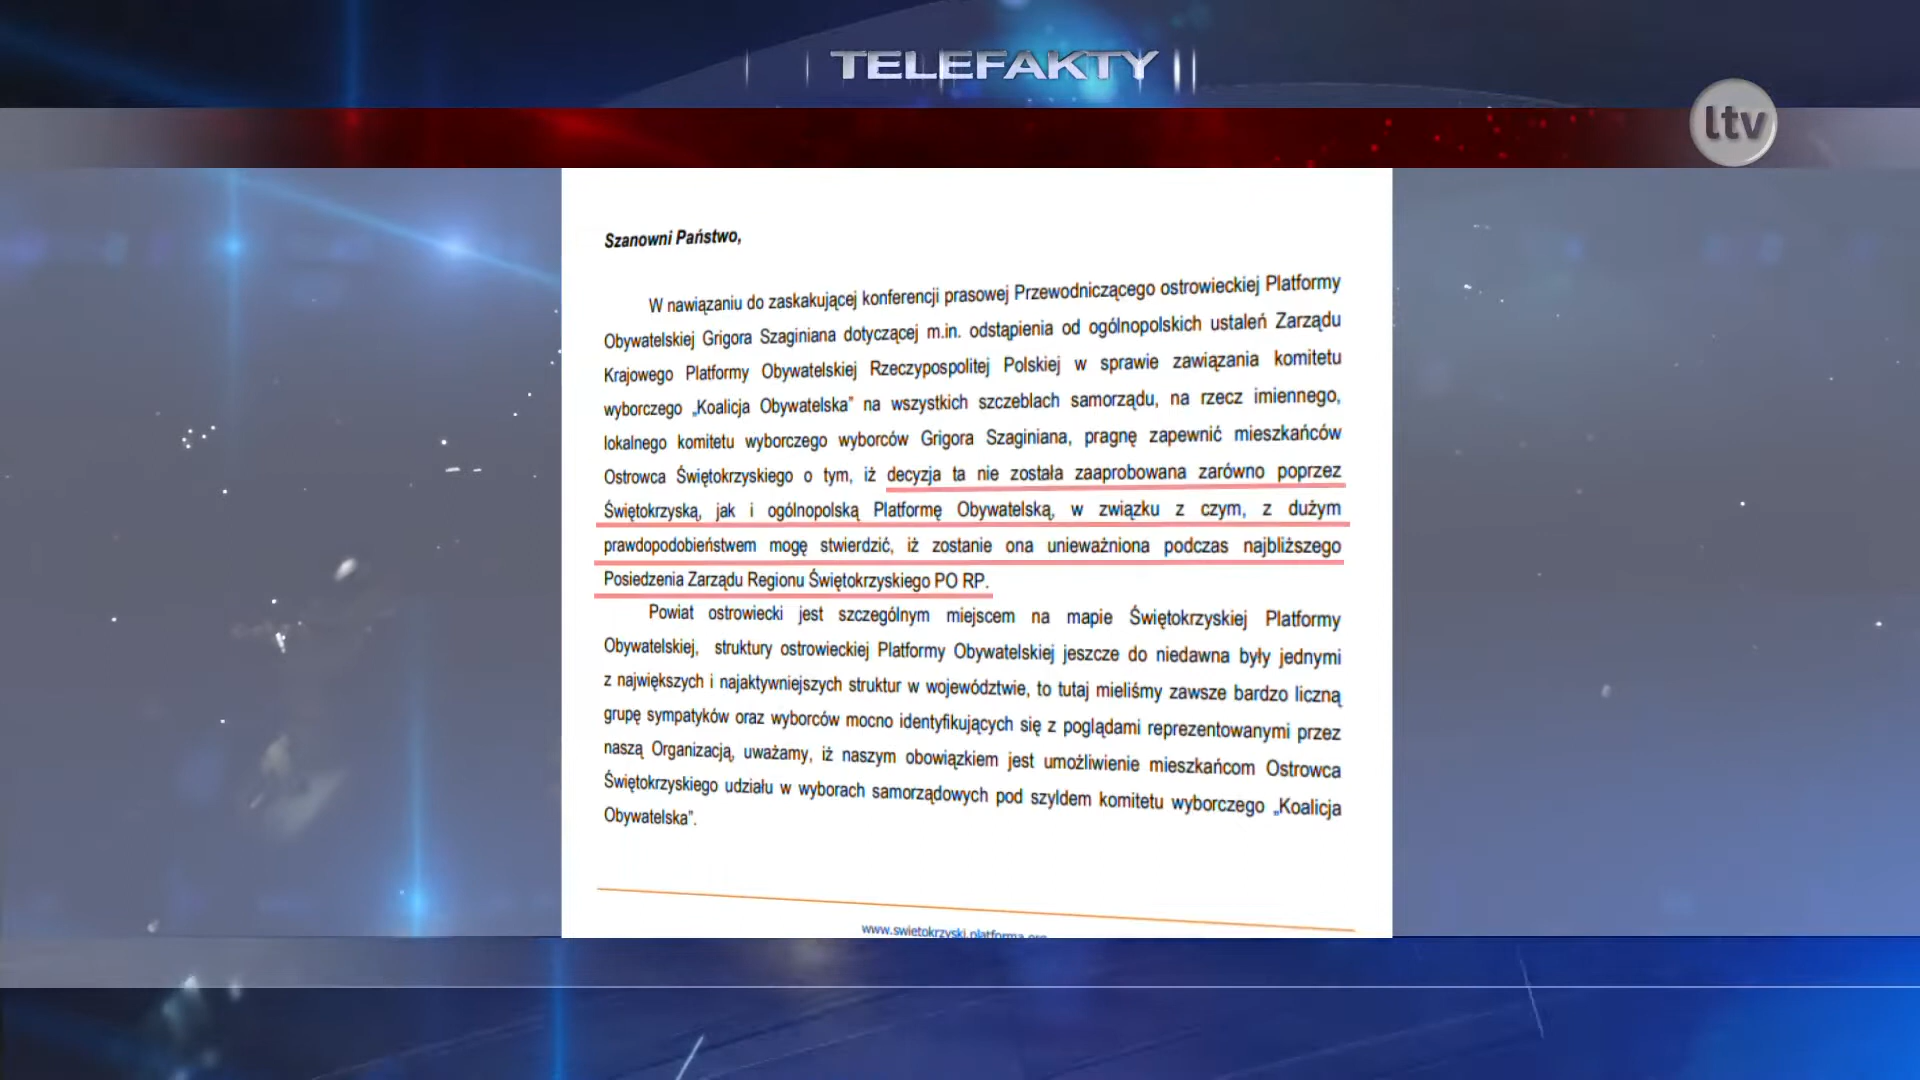 TELEFAKTY
ltv
Szanowni Państwo,
W nawiązaniu do zaskakującej konferencji prasowej Przewodniczącego ostrowieckiej Platformy
Obywatelskiej Grigora Szaginiana dotyczącej m.in. odstąpienia od ogólnopolskich ustaleń Zarządu
Krajowego Platformy Obywatelskiej Rzeczypospolitej Polskiej w sprawie zawiązania komitetu
wyborczego „Koalicja Obywatelska” na wszystkich szczeblach samorządu, na rzecz imiennego,
lokalnego komitetu wyborczego wyborców Grigora Szaginiana, pragnę zapewnić mieszkańców
Ostrowca Świętokrzyskiego o tym, iż decyzja ta nie została zaaprobowana zarówno poprzez
Świętokrzyską, jak i ogólnopolską Platformę Obywatelską, w związku z czym, z dużym
prawdopodobieństwem mogę stwierdzić, iż zostanie ona unieważniona podczas najbliższego
Posiedzenia Zarządu Regionu Świętokrzyskiego PO RP.
Powiat ostrowiecki jest szczególnym miejscem na mapie Świętokrzyskiej Platformy
Obywatelskiej, struktury ostrowieckiej Platformy Obywatelskiej jeszcze do niedawna były jednymi
z największych i najaktywniejszych struktur w województwie, to tutaj mieliśmy zawsze bardzo liczną
grupę sympatyków oraz wyborców mocno identyfikujących się z poglądami reprezentowanymi przez
naszą Organizacją, uważamy, iż naszym obowiązkiem jest umożliwienie mieszkańcom Ostrowca
Świętokrzyskiego udziału w wyborach samorządowych pod szyldem komitetu wyborczego „Koalicja
Obywatelska”.
www.swietokrzyski.platforma.org